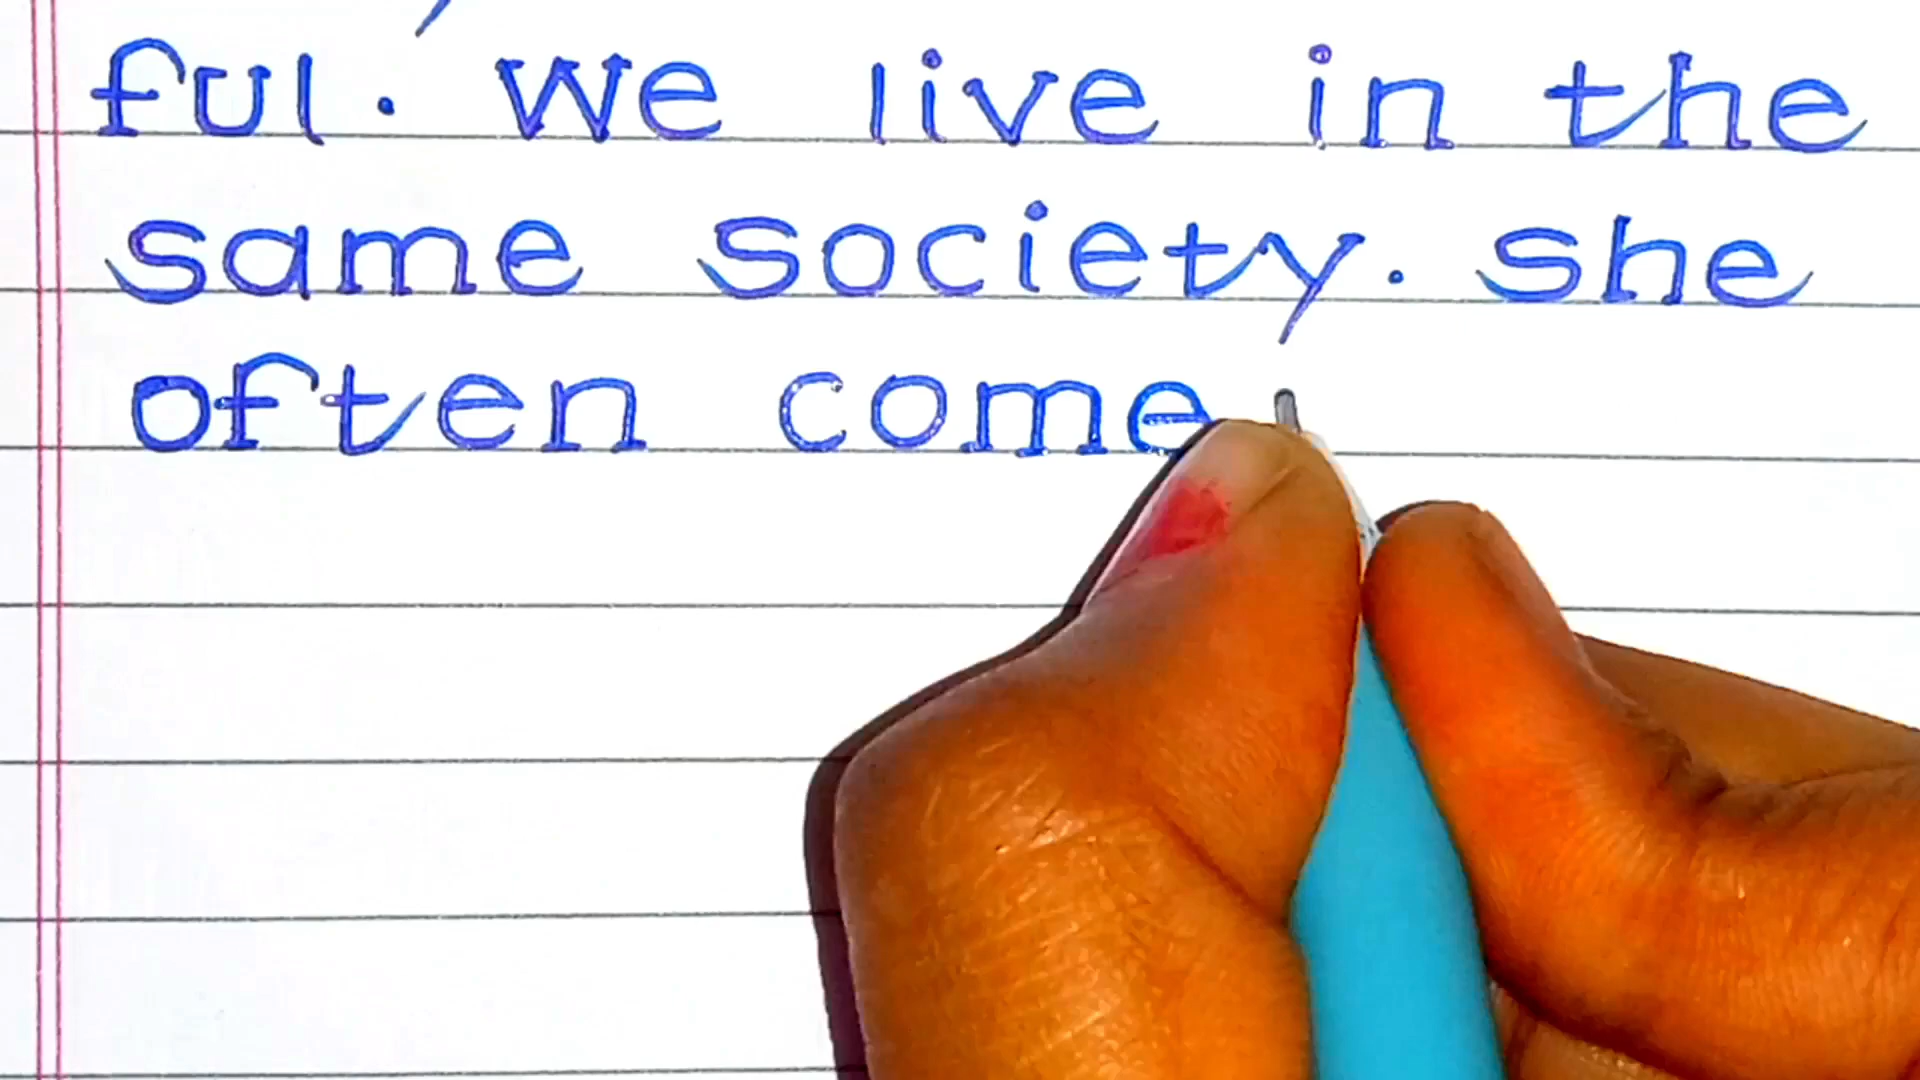 ful. We live in the
same society. she
often come